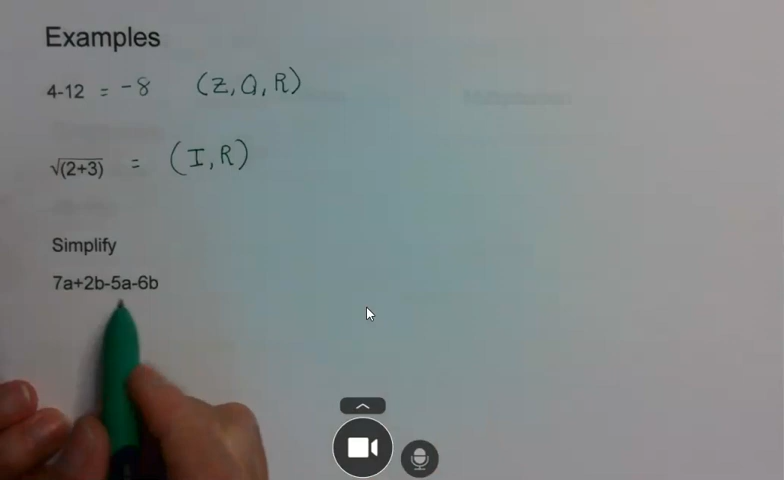 Examples
4-12 = -8 (Z, Q, R)
√(2+3) = (I, R)
Simplify
7a+2b-5a-6b